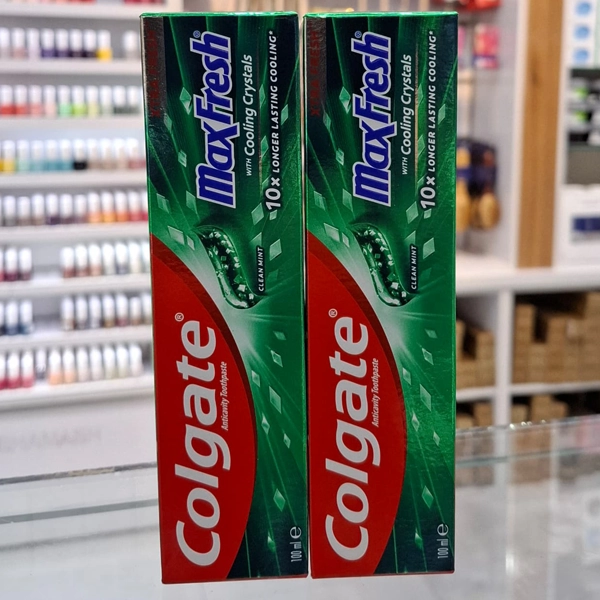 MaxFresh®
WITH Cooling Crystals
10x LONGER LASTING COOLING*
CLEAN MINT
Colgate®
Anticavity Toothpaste
100 ml e
MaxFresh®
WITH Cooling Crystals
10x LONGER LASTING COOLING*
CLEAN MINT
Colgate®
Anticavity Toothpaste
100 ml e